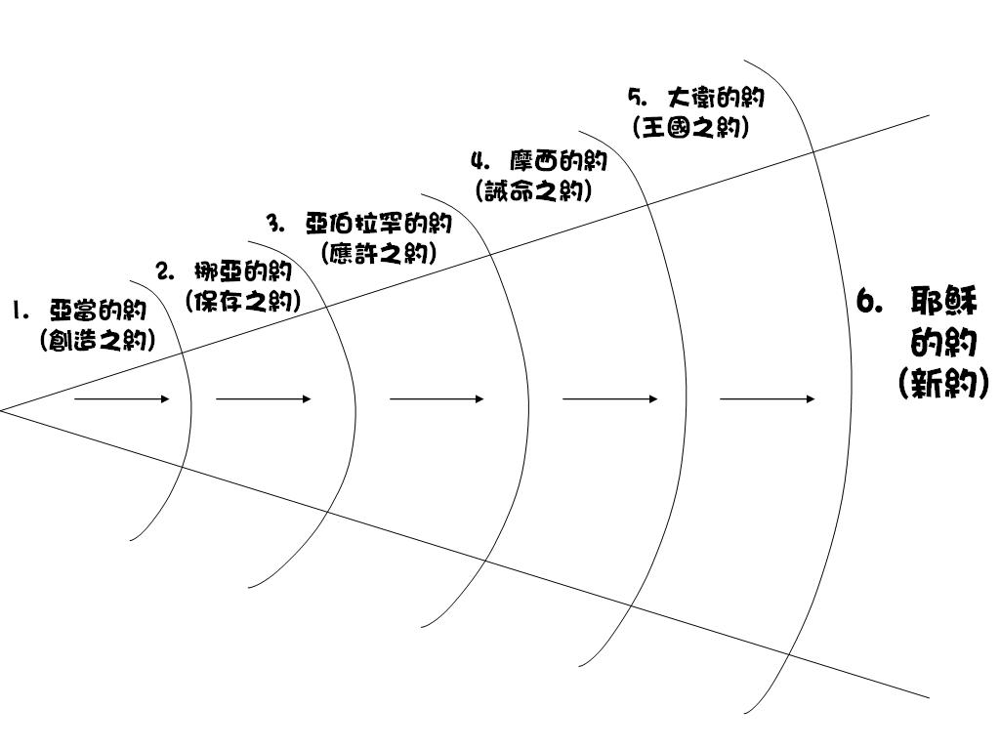 1. 亞當的約
(創造之約)
2. 挪亞的約
(保存之約)
3. 亞伯拉罕的約
(應許之約)
4. 摩西的約
(誡命之約)
5. 大衛的約
(王國之約)
6. 耶穌
的約
(新約)